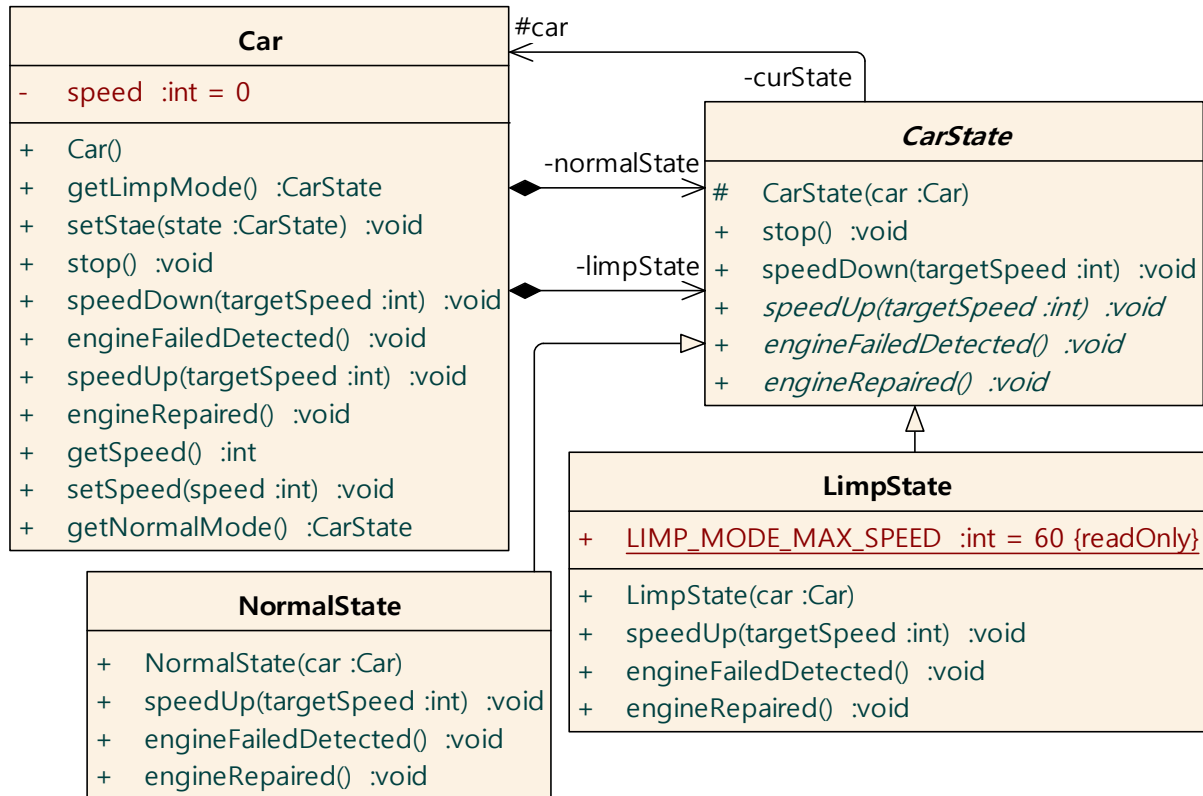 Car
- speed :int = 0
+ Car()
+ getLimpMode() :CarState
+ setStae(state :CarState) :void
+ stop() :void
+ speedDown(targetSpeed :int) :void
+ engineFailedDetected() :void
+ speedUp(targetSpeed :int) :void
+ engineRepaired() :void
+ getSpeed() :int
+ setSpeed(speed :int) :void
+ getNormalMode() :CarState
#car
-curState
-normalState
-limpState
CarState
# CarState(car :Car)
+ stop() :void
+ speedDown(targetSpeed :int) :void
+ speedUp(targetSpeed :int) :void
+ engineFailedDetected() :void
+ engineRepaired() :void
LimpState
+ LIMP_MODE_MAX_SPEED :int = 60 {readOnly}
+ LimpState(car :Car)
+ speedUp(targetSpeed :int) :void
+ engineFailedDetected() :void
+ engineRepaired() :void
NormalState
+ NormalState(car :Car)
+ speedUp(targetSpeed :int) :void
+ engineFailedDetected() :void
+ engineRepaired() :void